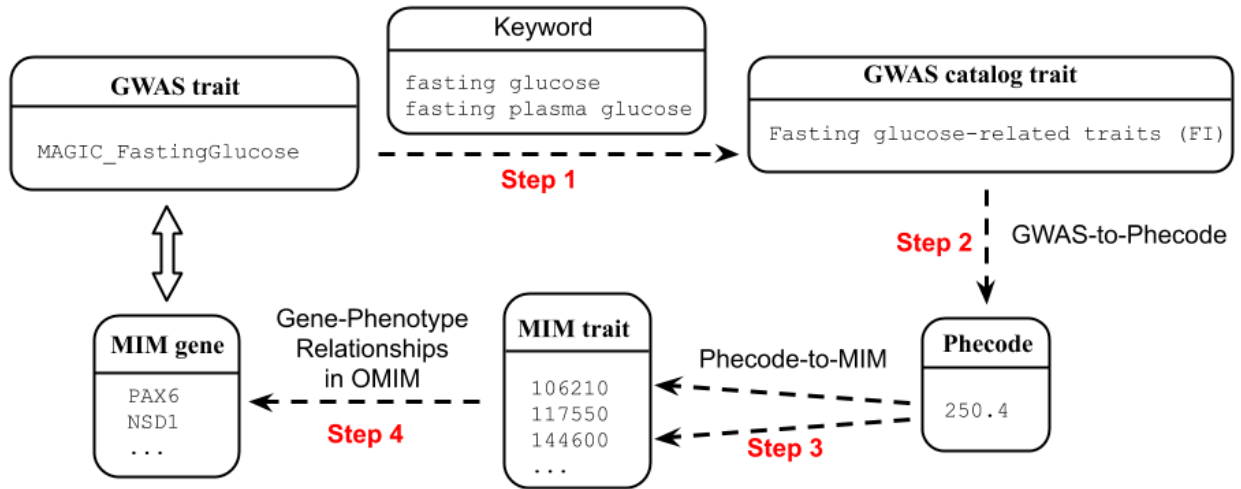 Keyword
fasting glucose
fasting plasma glucose
GWAS trait
MAGIC_FastingGlucose
GWAS catalog trait
Fasting glucose-related traits (FI)
Step 1
Step 2
GWAS-to-Phecode
MIM gene
PAX6
NSD1
...
Gene-Phenotype
Relationships
in OMIM
Step 4
MIM trait
106210
117550
144600
...
Phecode-to-MIM
Step 3
Phecode
250.4